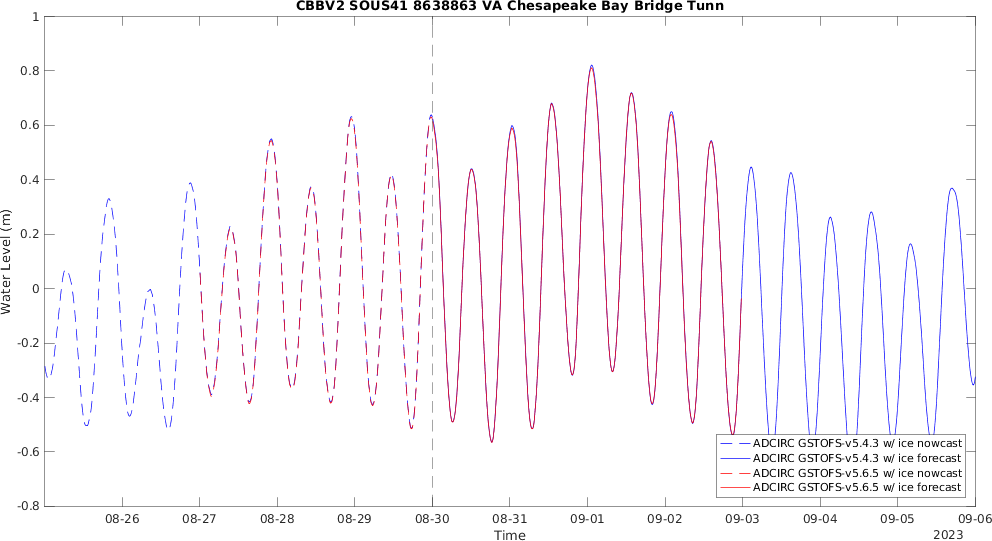 CBBV2 SOUS41 8638863 VA Chesapeake Bay Bridge Tunn
Water Level (m)
1
0.8
0.6
0.4
0.2
0
-0.2
-0.4
-0.6
-0.8
ADCIRC GSTOFS-v5.4.3 w/ ice nowcast
ADCIRC GSTOFS-v5.4.3 w/ ice forecast
ADCIRC GSTOFS-v5.6.5 w/ ice nowcast
ADCIRC GSTOFS-v5.6.5 w/ ice forecast
08-26 08-27 08-28 08-29 08-30 08-31 09-01 09-02 09-03 09-04 09-05 09-06
Time
2023